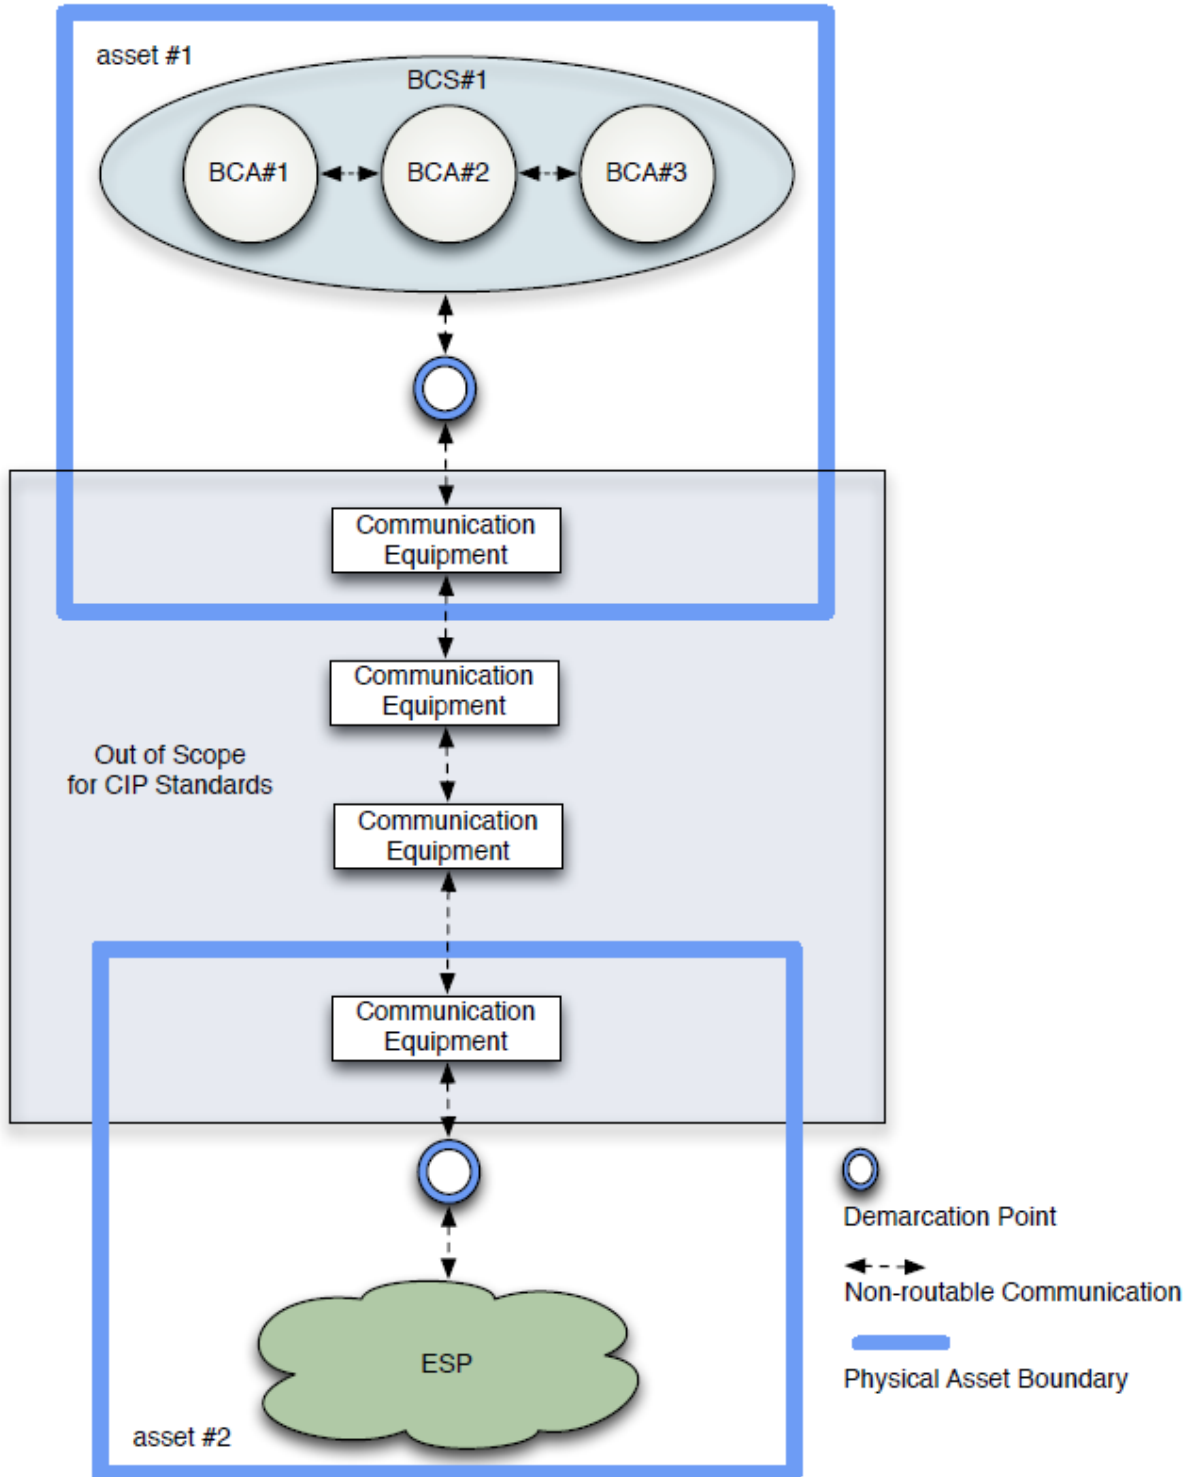 asset #1
BCS#1
BCA#1
BCA#2
BCA#3
Communication
Equipment
Communication
Equipment
Out of Scope
for CIP Standards
Communication
Equipment
Communication
Equipment
Demarcation Point
Non-routable Communication
ESP
Physical Asset Boundary
asset #2